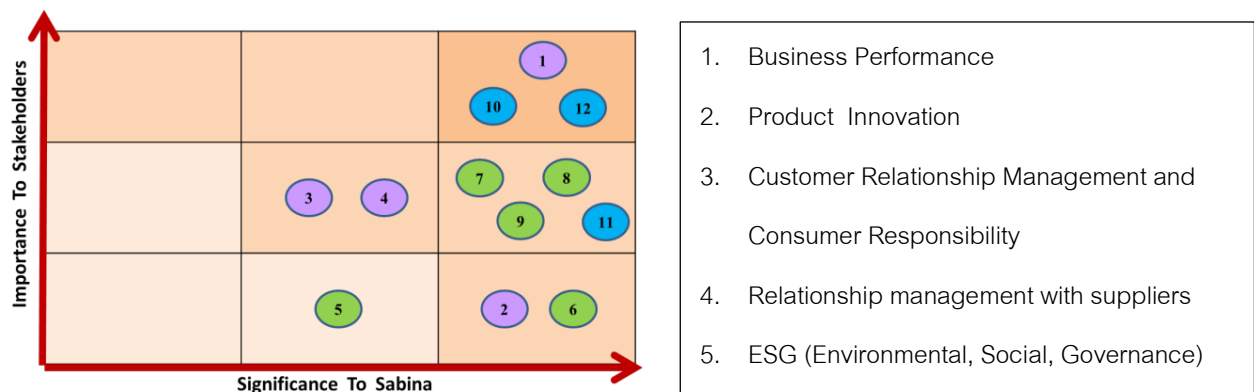 Importance To Stakeholders
1
10
12
3
4
7
8
9
11
5
2
6
Significance To Sabina
1. Business Performance
2. Product Innovation
3. Customer Relationship Management and
Consumer Responsibility
4. Relationship management with suppliers
5. ESG (Environmental, Social, Governance)